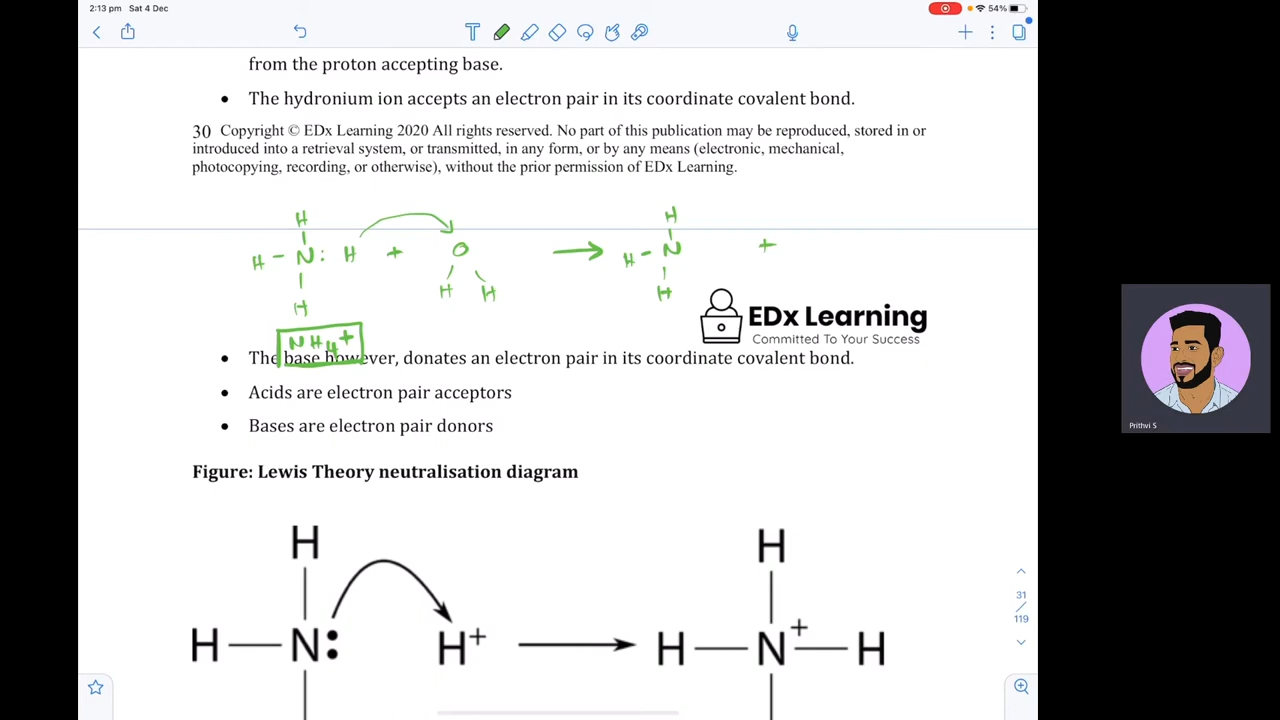 2:13 pm Sat 4 Dec
54%
from the proton accepting base.
• The hydronium ion accepts an electron pair in its coordinate covalent bond.
30 Copyright © EDx Learning 2020 All rights reserved. No part of this publication may be reproduced, stored in or
introduced into a retrieval system, or transmitted, in any form, or by any means (electronic, mechanical,
photocopying, recording, or otherwise), without the prior permission of EDx Learning.
H H
H - N : H + O → H - N +
H H H H
EDx Learning
Committed To Your Success
NH4+
• The base however, donates an electron pair in its coordinate covalent bond.
• Acids are electron pair acceptors
• Bases are electron pair donors
Figure: Lewis Theory neutralisation diagram
H H
H — N : H+ → H — N+ — H
31
/
119
Prithvi S